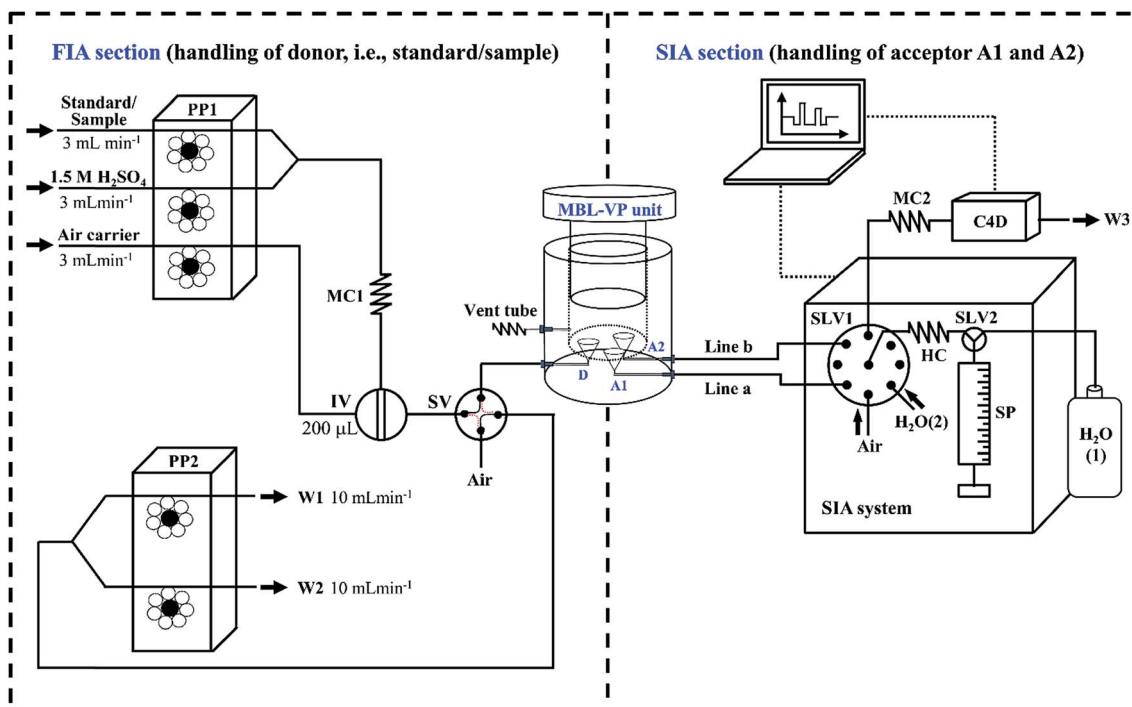 FIA section (handling of donor, i.e., standard/sample)
Standard/
Sample
3 mL min⁻¹
1.5 M H₂SO₄
3 mLmin⁻¹
Air carrier
3 mLmin⁻¹
PP1
MC1
IV
200 μL
SV
Air
PP2
W1 10 mLmin⁻¹
W2 10 mLmin⁻¹
MBL-VP unit
Vent tube
D
A1
A2
Line b
Line a
SIA section (handling of acceptor A1 and A2)
MC2
C4D
W3
SLV1
HC
SLV2
SP
H₂O(2)
Air
H₂O
(1)
SIA system